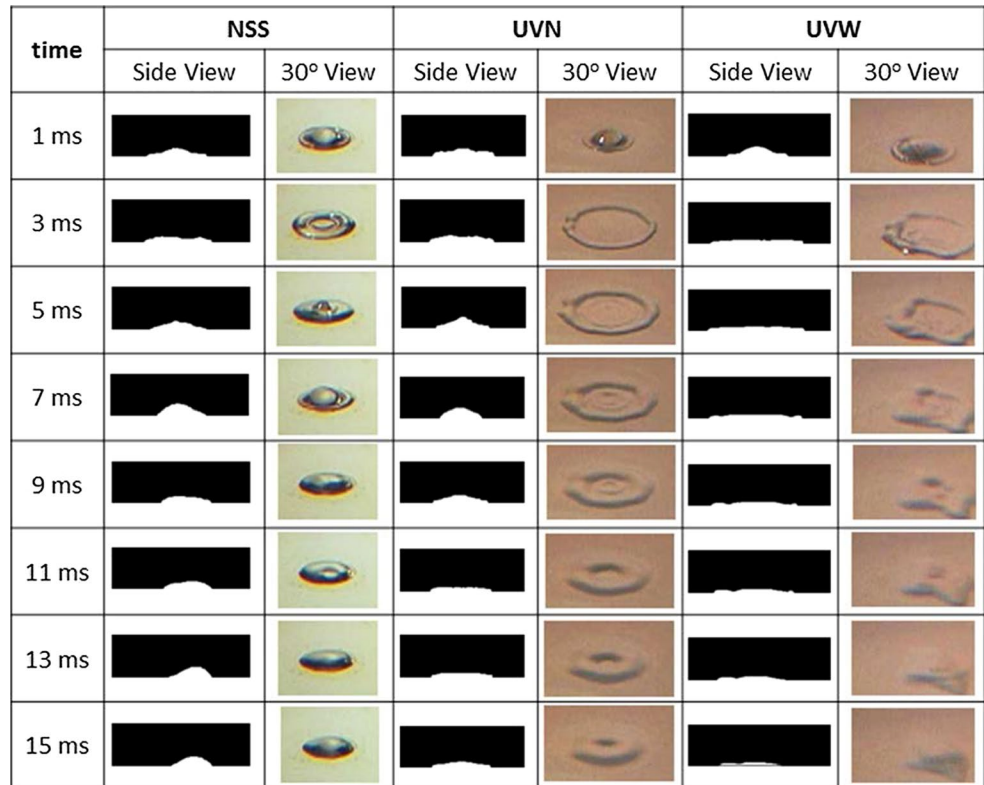 time NSS UVN UVW
Side View 30° View Side View 30° View Side View 30° View
1 ms
3 ms
5 ms
7 ms
9 ms
11 ms
13 ms
15 ms